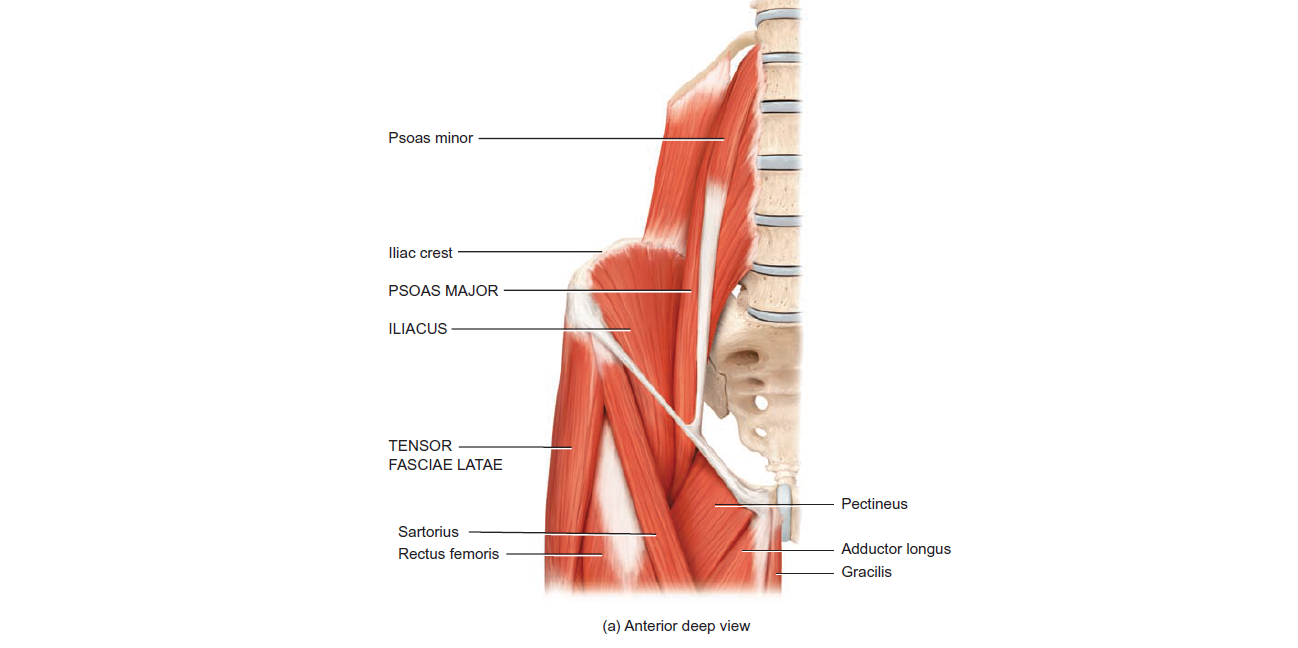 Psoas minor
Iliac crest
PSOAS MAJOR
ILIACUS
TENSOR
FASCIAE LATAE
Sartorius
Rectus femoris
Pectineus
Adductor longus
Gracilis
(a) Anterior deep view